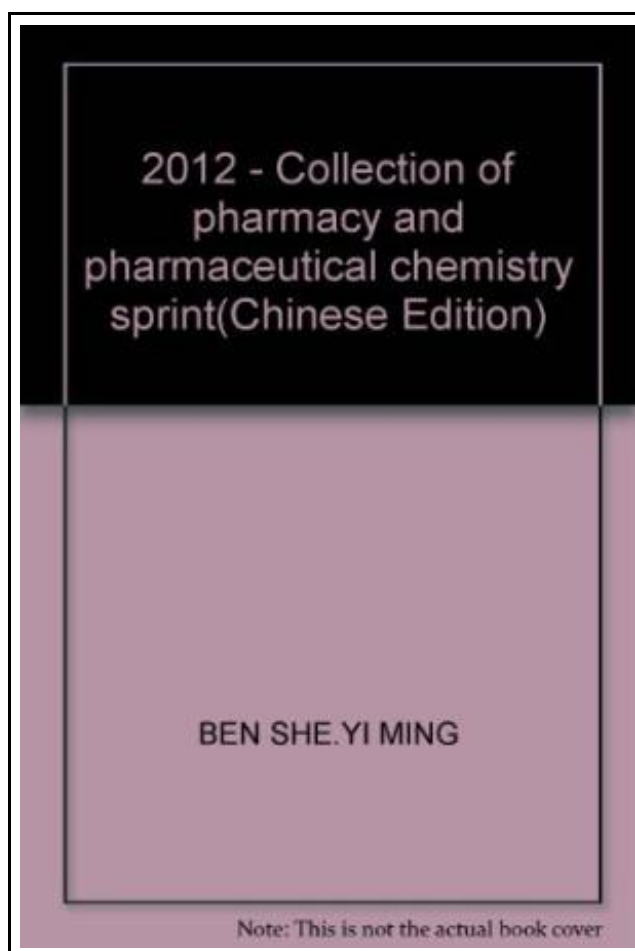 2012 - Collection of
pharmacy and
pharmaceutical chemistry
sprint(Chinese Edition)
BEN SHE.YI MING
Note: This is not the actual book cover